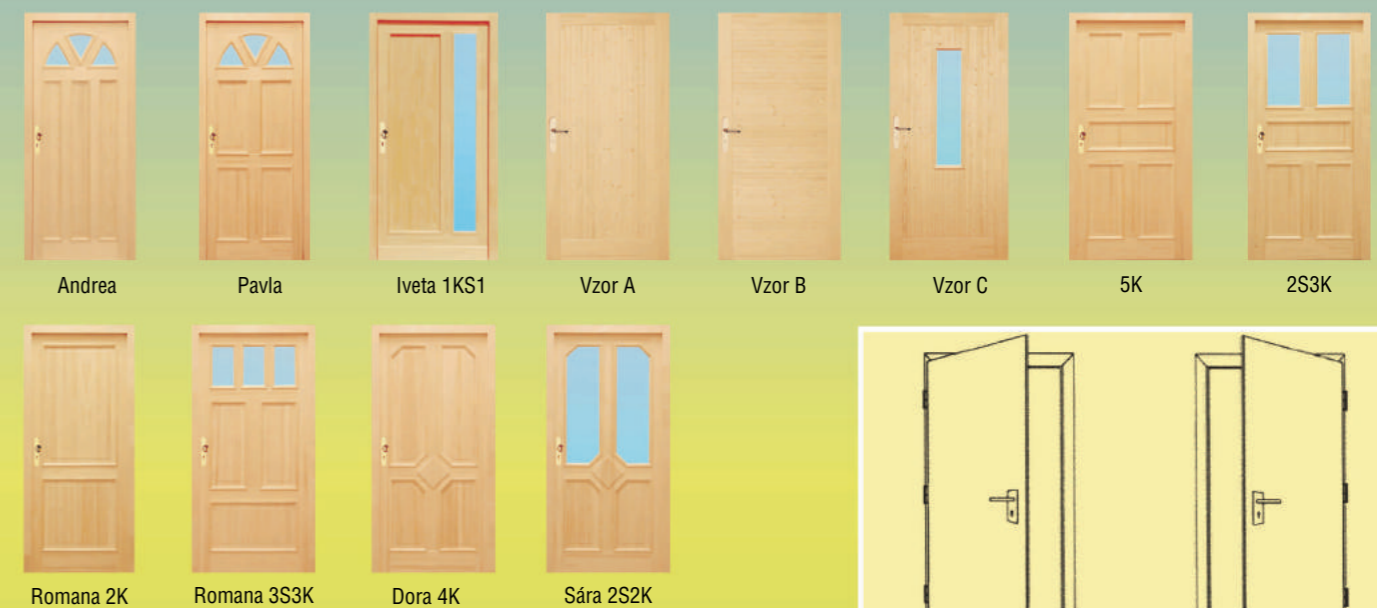 Andrea Pavla Iveta 1KS1 Vzor A Vzor B Vzor C 5K 2S3K
Romana 2K Romana 3S3K Dora 4K Sára 2S2K